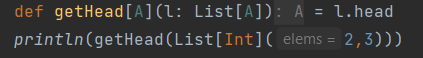 def getHead[A](l: List[A]): A = l.head
println(getHead(List[Int]( elems = 2,3)))